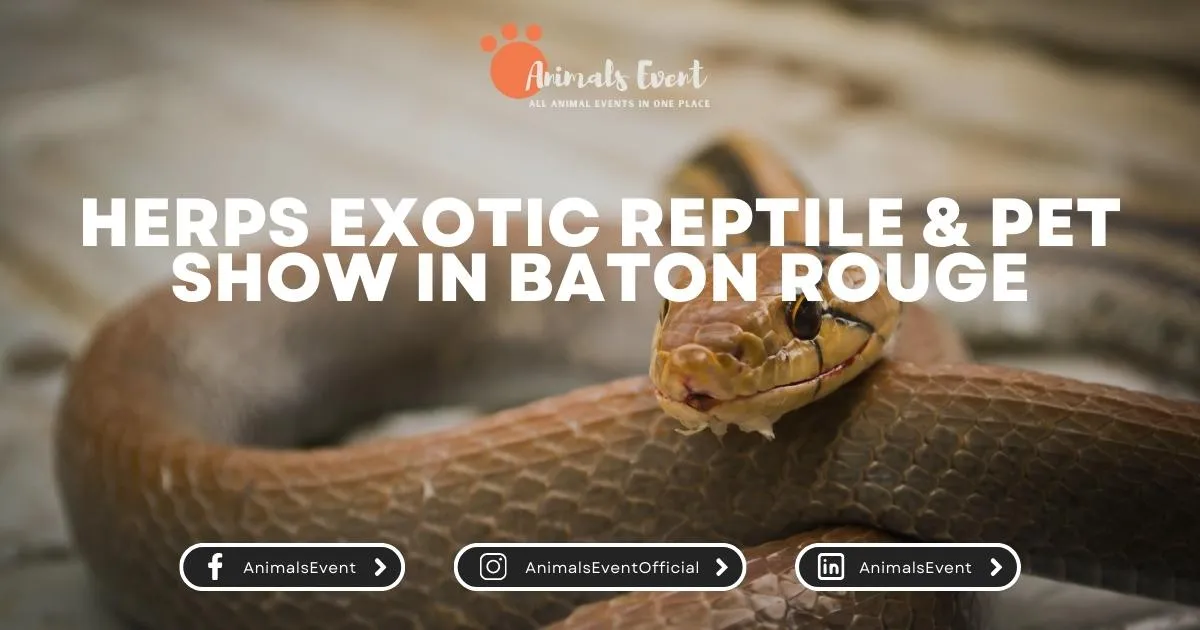 Animals Event
ALL ANIMAL EVENTS IN ONE PLACE
HERPS EXOTIC REPTILE & PET
SHOW IN BATON ROUGE
AnimalsEvent
AnimalsEventOfficial
AnimalsEvent